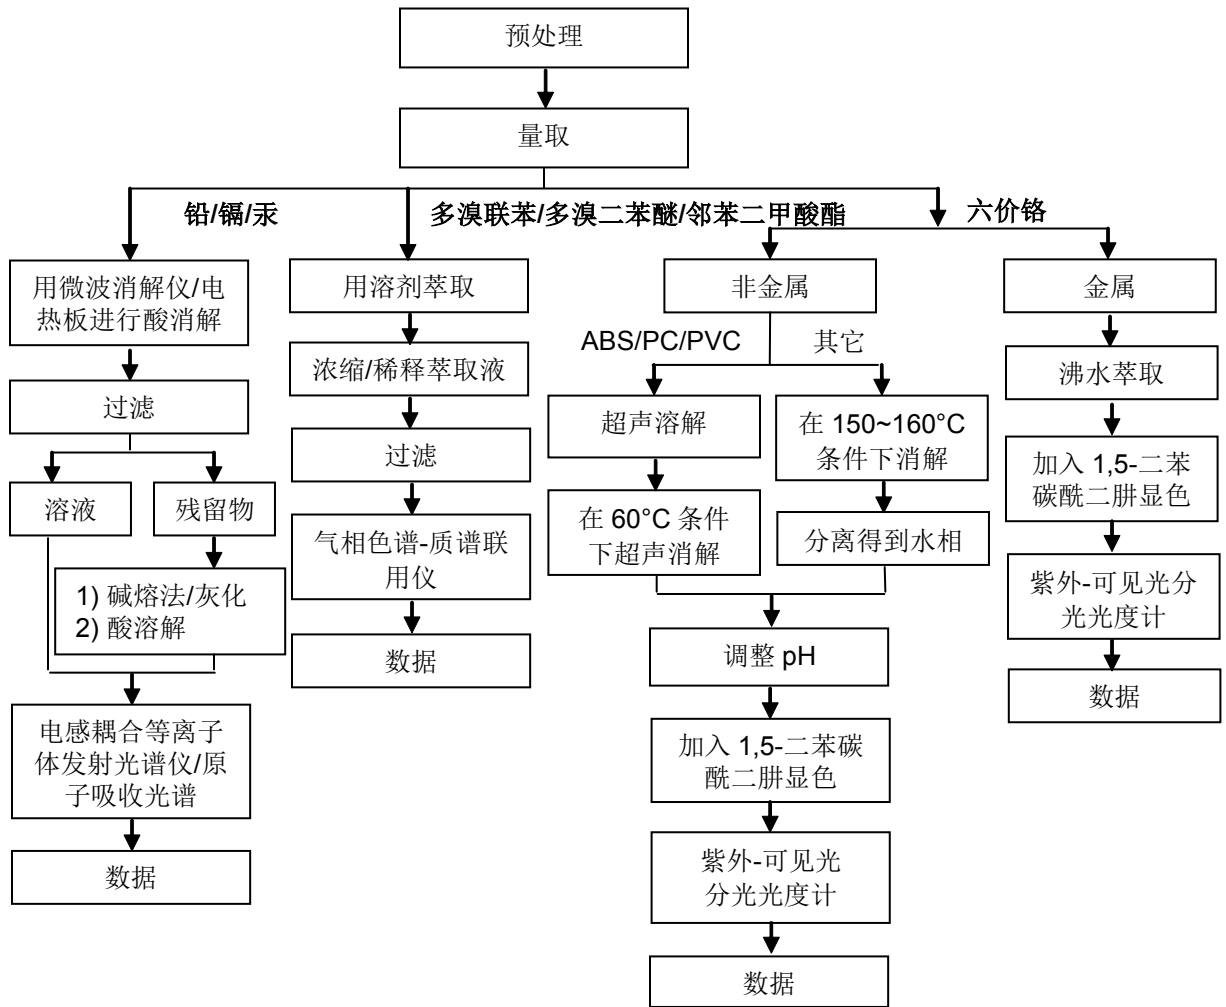 预处理
量取
铅/镉/汞
多溴联苯/多溴二苯醚/邻苯二甲酸酯
六价铬
用微波消解仪/电
热板进行酸消解
过滤
溶液
残留物
1) 碱熔法/灰化
2) 酸溶解
电感耦合等离子
体发射光谱仪/原
子吸收光谱
数据
用溶剂萃取
浓缩/稀释萃取液
过滤
气相色谱-质谱联
用仪
数据
非金属
ABS/PC/PVC
其它
超声溶解
在 60°C 条件
下超声消解
在 150~160°C
条件下消解
分离得到水相
调整 pH
加入 1,5-二苯碳
酰二肼显色
紫外-可见光
分光光度计
数据
金属
沸水萃取
加入 1,5-二苯
碳酰二肼显色
紫外-可见光分
光光度计
数据